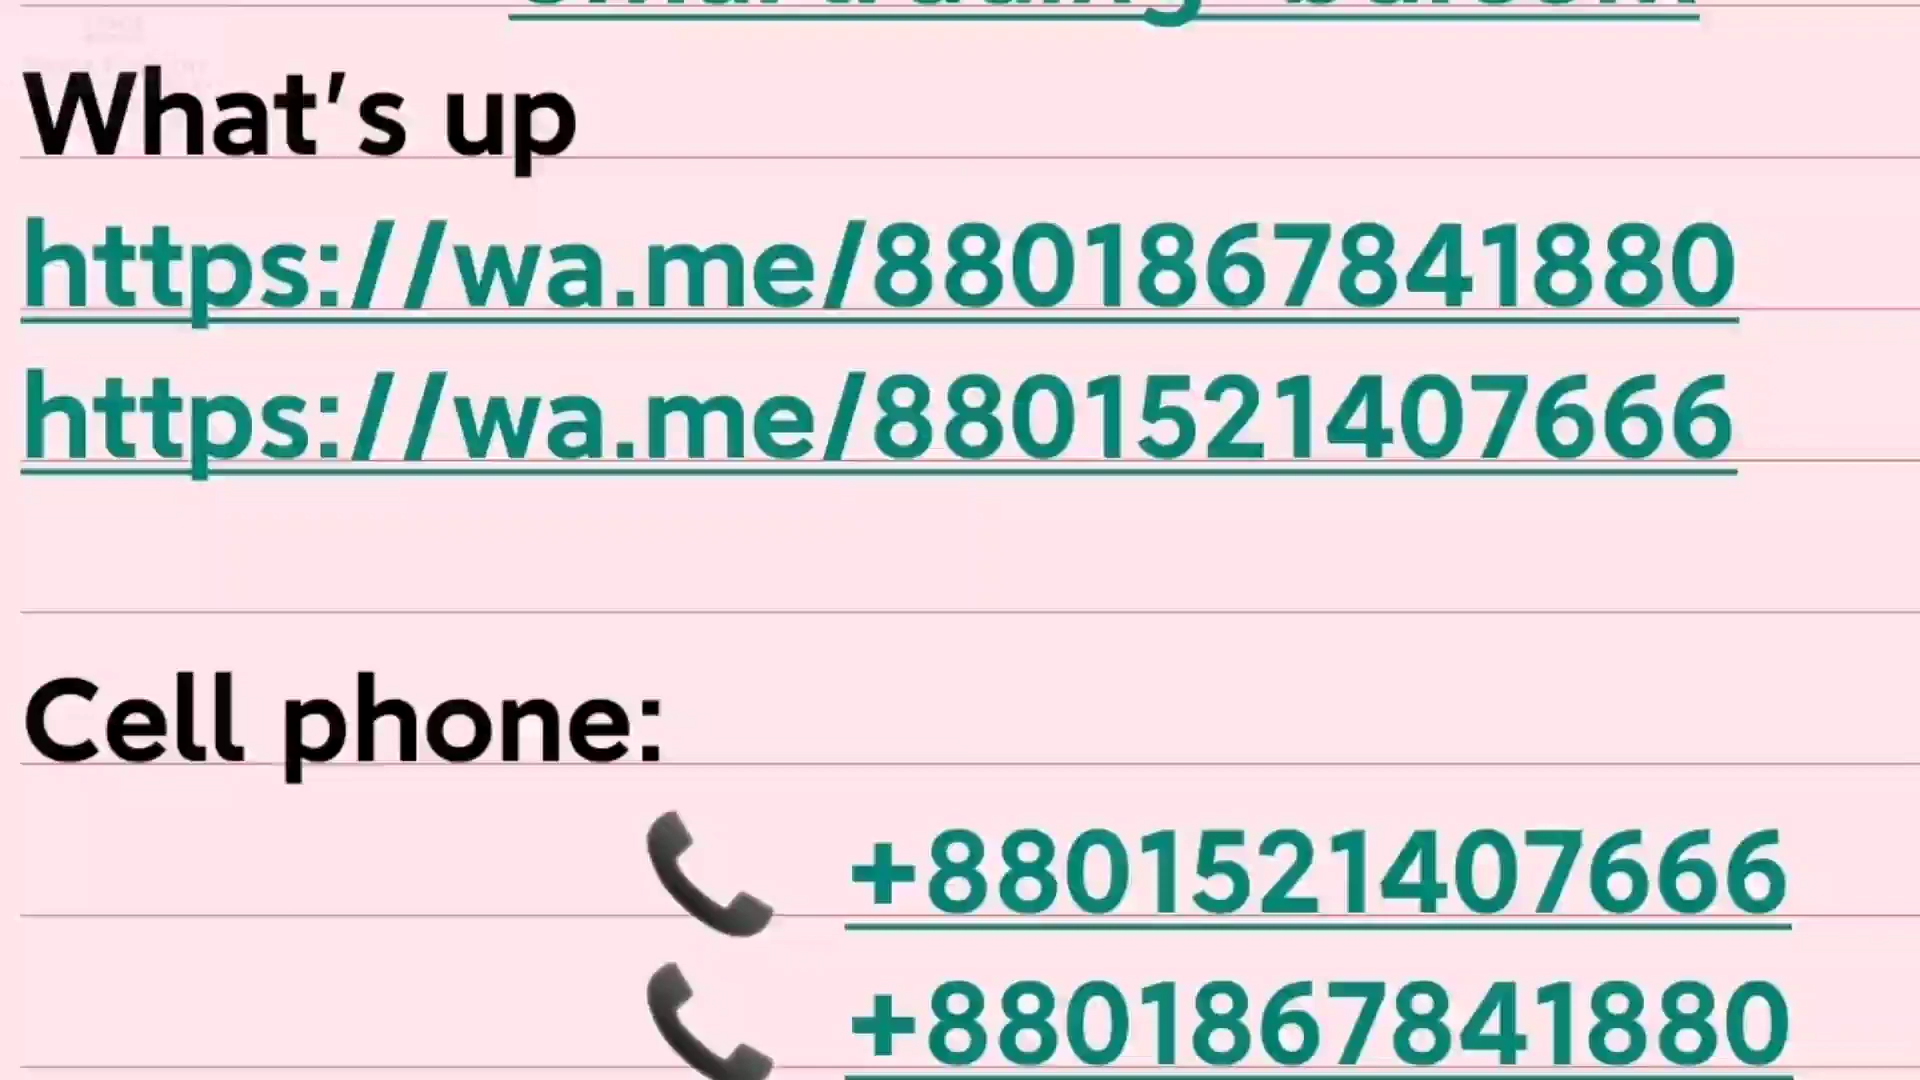 What's up
https://wa.me/8801867841880
https://wa.me/8801521407666
Cell phone:
📞 +8801521407666
📞 +8801867841880